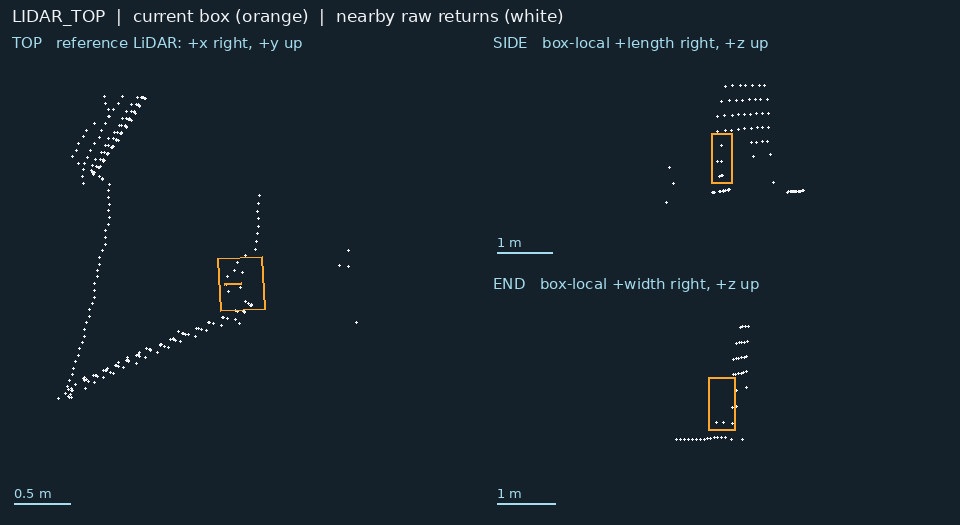 LIDAR_TOP | current box (orange) | nearby raw returns (white)
TOP reference LiDAR: +x right, +y up
SIDE box-local +length right, +z up
1 m
END box-local +width right, +z up
0.5 m
1 m